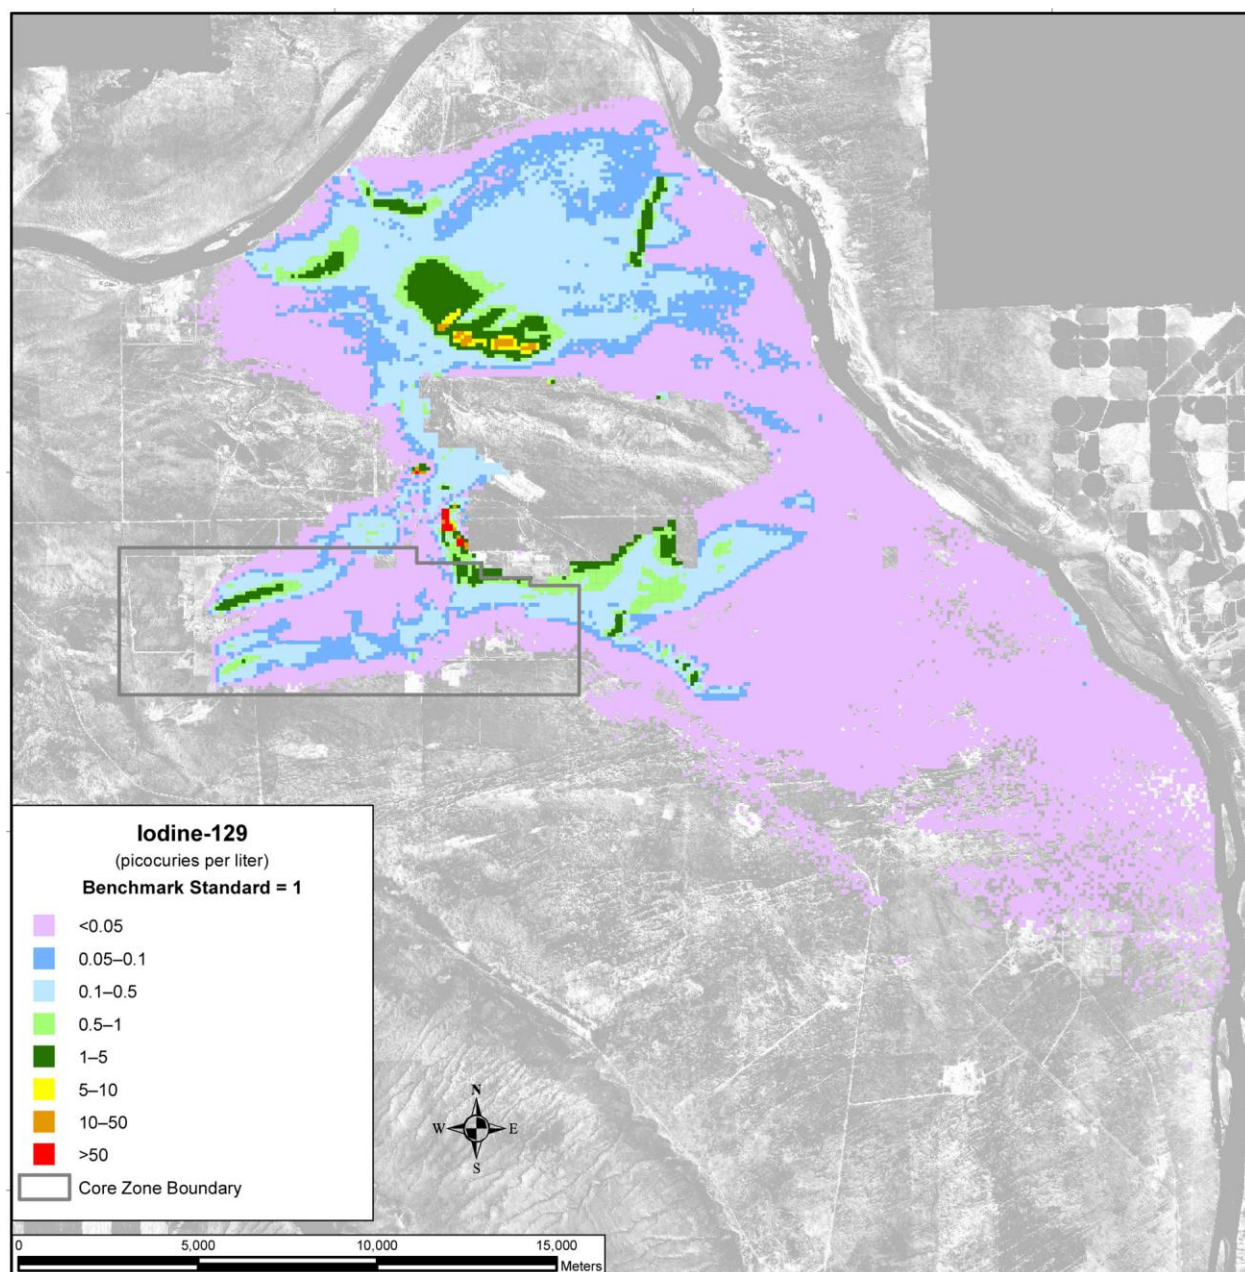 Iodine-129
(picocuries per liter)
Benchmark Standard = 1
<0.05
0.05–0.1
0.1–0.5
0.5–1
1–5
5–10
10–50
>50
Core Zone Boundary
N
W E
S
0 5,000 10,000 15,000
Meters